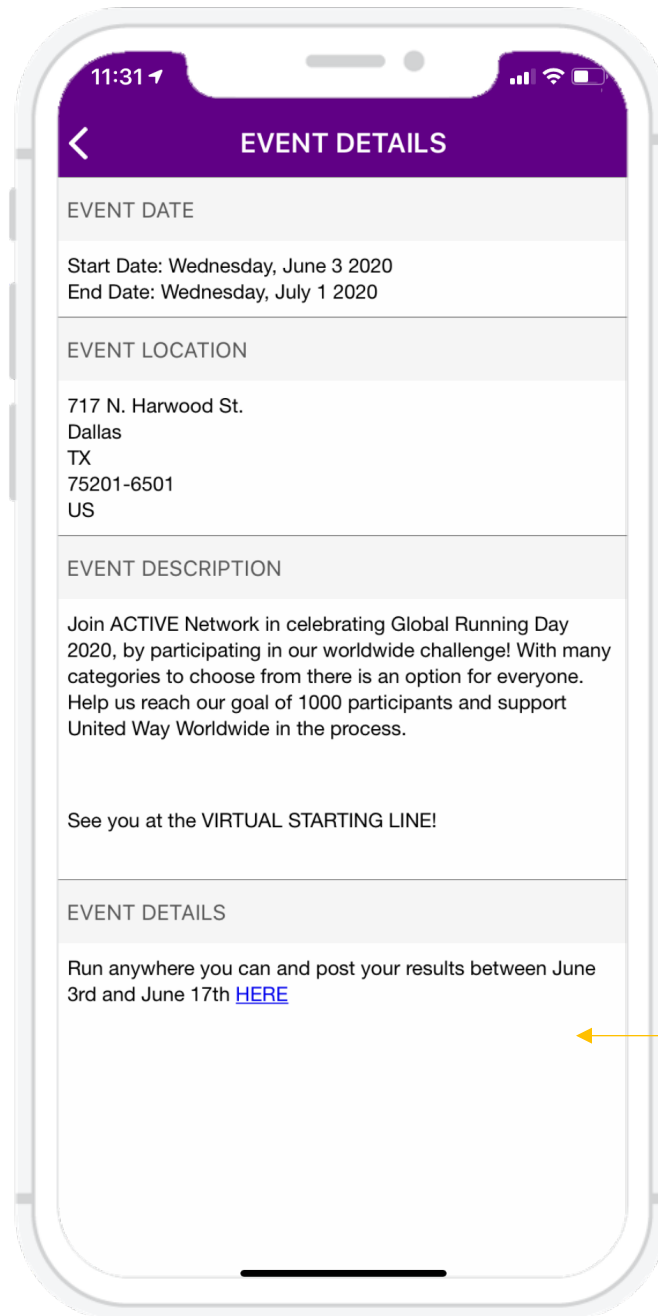 11:31
EVENT DETAILS
EVENT DATE
Start Date: Wednesday, June 3 2020
End Date: Wednesday, July 1 2020
EVENT LOCATION
717 N. Harwood St.
Dallas
TX
75201-6501
US
EVENT DESCRIPTION
Join ACTIVE Network in celebrating Global Running Day
2020, by participating in our worldwide challenge! With many
categories to choose from there is an option for everyone.
Help us reach our goal of 1000 participants and support
United Way Worldwide in the process.
See you at the VIRTUAL STARTING LINE!
EVENT DETAILS
Run anywhere you can and post your results between June
3rd and June 17th HERE